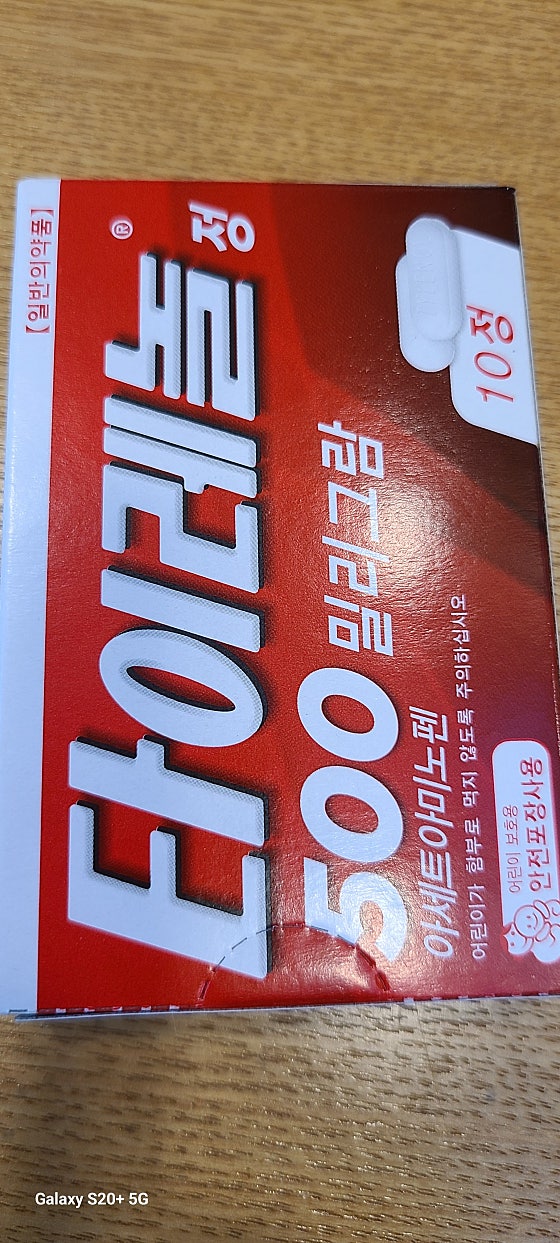 【일반의약품】
타이레놀정®
500 밀리그람
아세트아미노펜
어린이가 함부로 먹지 않도록 주의하십시오
10정
어린이 보호용
안전포장사용
Galaxy S20+ 5G